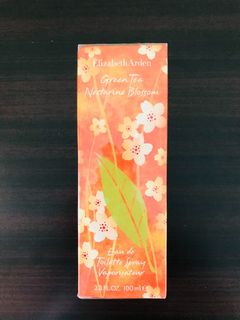 Elizabeth Arden
Green Tea
Nectarine Blossom
Eau de
Toilette Spray
Vaporisateur
3.3 FL.OZ. 100 ml ℮